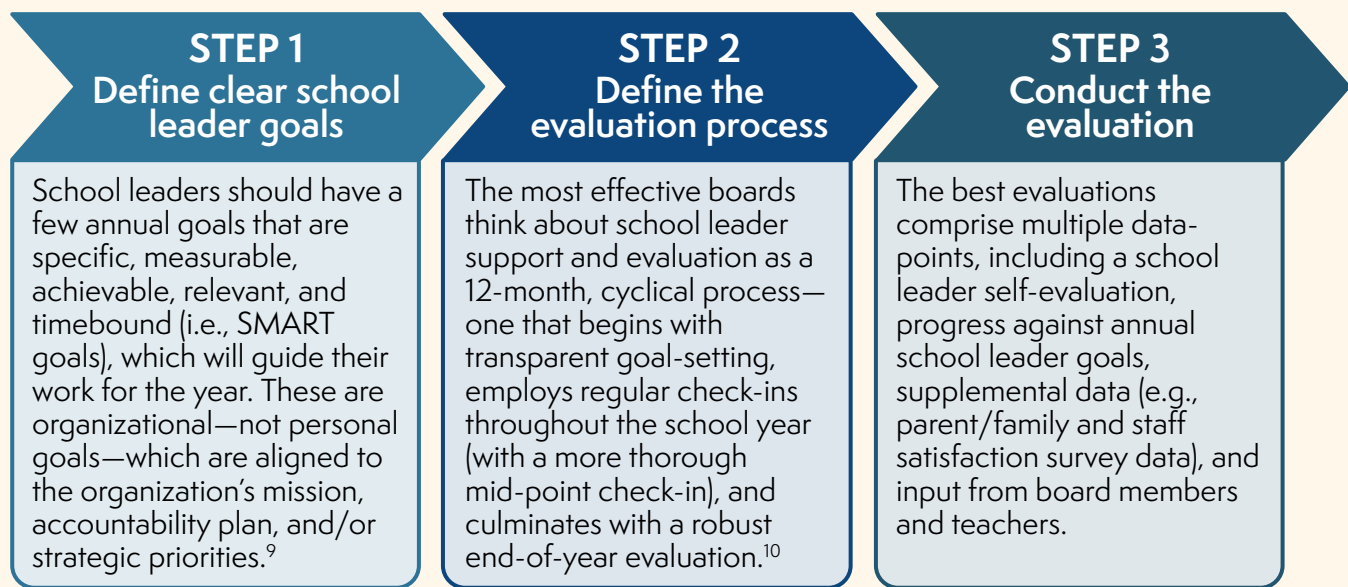 STEP 1
Define clear school
leader goals
School leaders should have a
few annual goals that are
specific, measurable,
achievable, relevant, and
timebound (i.e., SMART
goals), which will guide their
work for the year. These are
organizational—not personal
goals—which are aligned to
the organization’s mission,
accountability plan, and/or
strategic priorities.⁹
STEP 2
Define the
evaluation process
The most effective boards
think about school leader
support and evaluation as a
12-month, cyclical process—
one that begins with
transparent goal-setting,
employs regular check-ins
throughout the school year
(with a more thorough
mid-point check-in), and
culminates with a robust
end-of-year evaluation.¹⁰
STEP 3
Conduct the
evaluation
The best evaluations
comprise multiple data-
points, including a school
leader self-evaluation,
progress against annual
school leader goals,
supplemental data (e.g.,
parent/family and staff
satisfaction survey data), and
input from board members
and teachers.